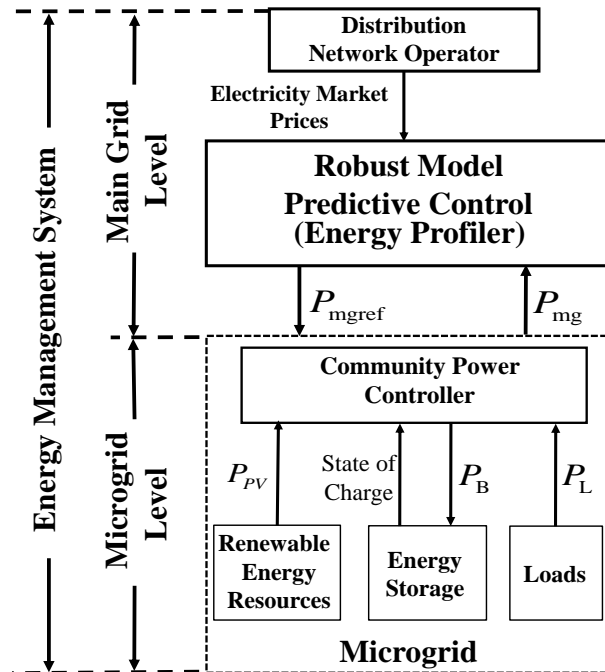 Distribution
Network Operator
Electricity Market
Prices
Robust Model
Predictive Control
(Energy Profiler)
P_mgref
P_mg
Community Power
Controller
P_PV
State of
Charge
P_B
P_L
Renewable
Energy
Resources
Energy
Storage
Loads
Microgrid
Energy Management System
Main Grid
Level
Microgrid
Level